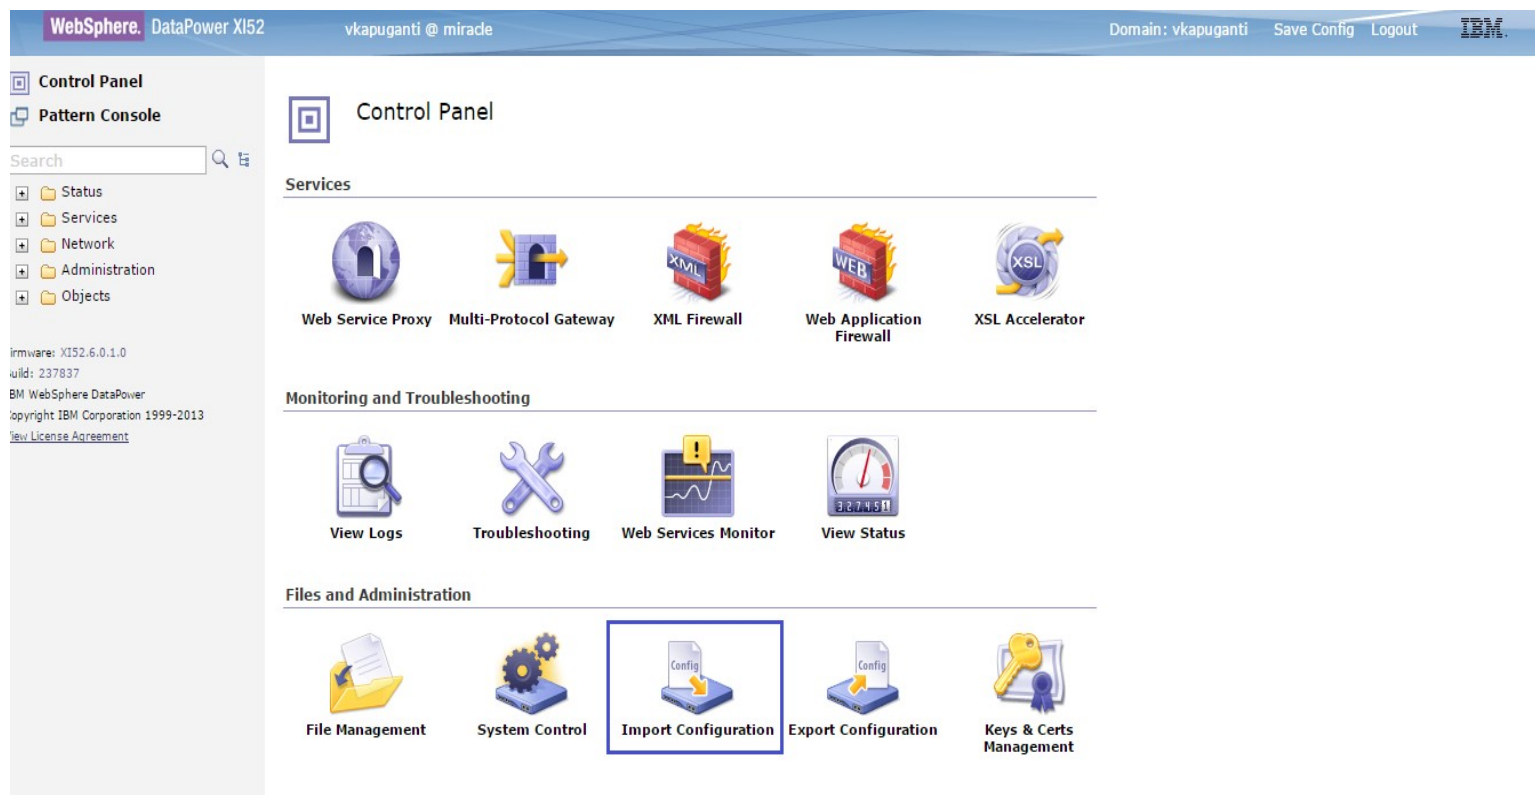 WebSphere. DataPower XI52 vkapuganti @ miracle Domain: vkapuganti Save Config Logout IBM.
Control Panel
Pattern Console
Search
Status
Services
Network
Administration
Objects
irmware: XI52.6.0.1.0
uild: 237837
BM WebSphere DataPower
opyright IBM Corporation 1999-2013
iew License Agreement
Control Panel
Services
Web Service Proxy
Multi-Protocol Gateway
XML
XML Firewall
WEB
Web Application
Firewall
XSL
XSL Accelerator
Monitoring and Troubleshooting
View Logs
Troubleshooting
!
Web Services Monitor
327451
View Status
Files and Administration
File Management
System Control
Config
Import Configuration
Config
Export Configuration
Keys & Certs
Management